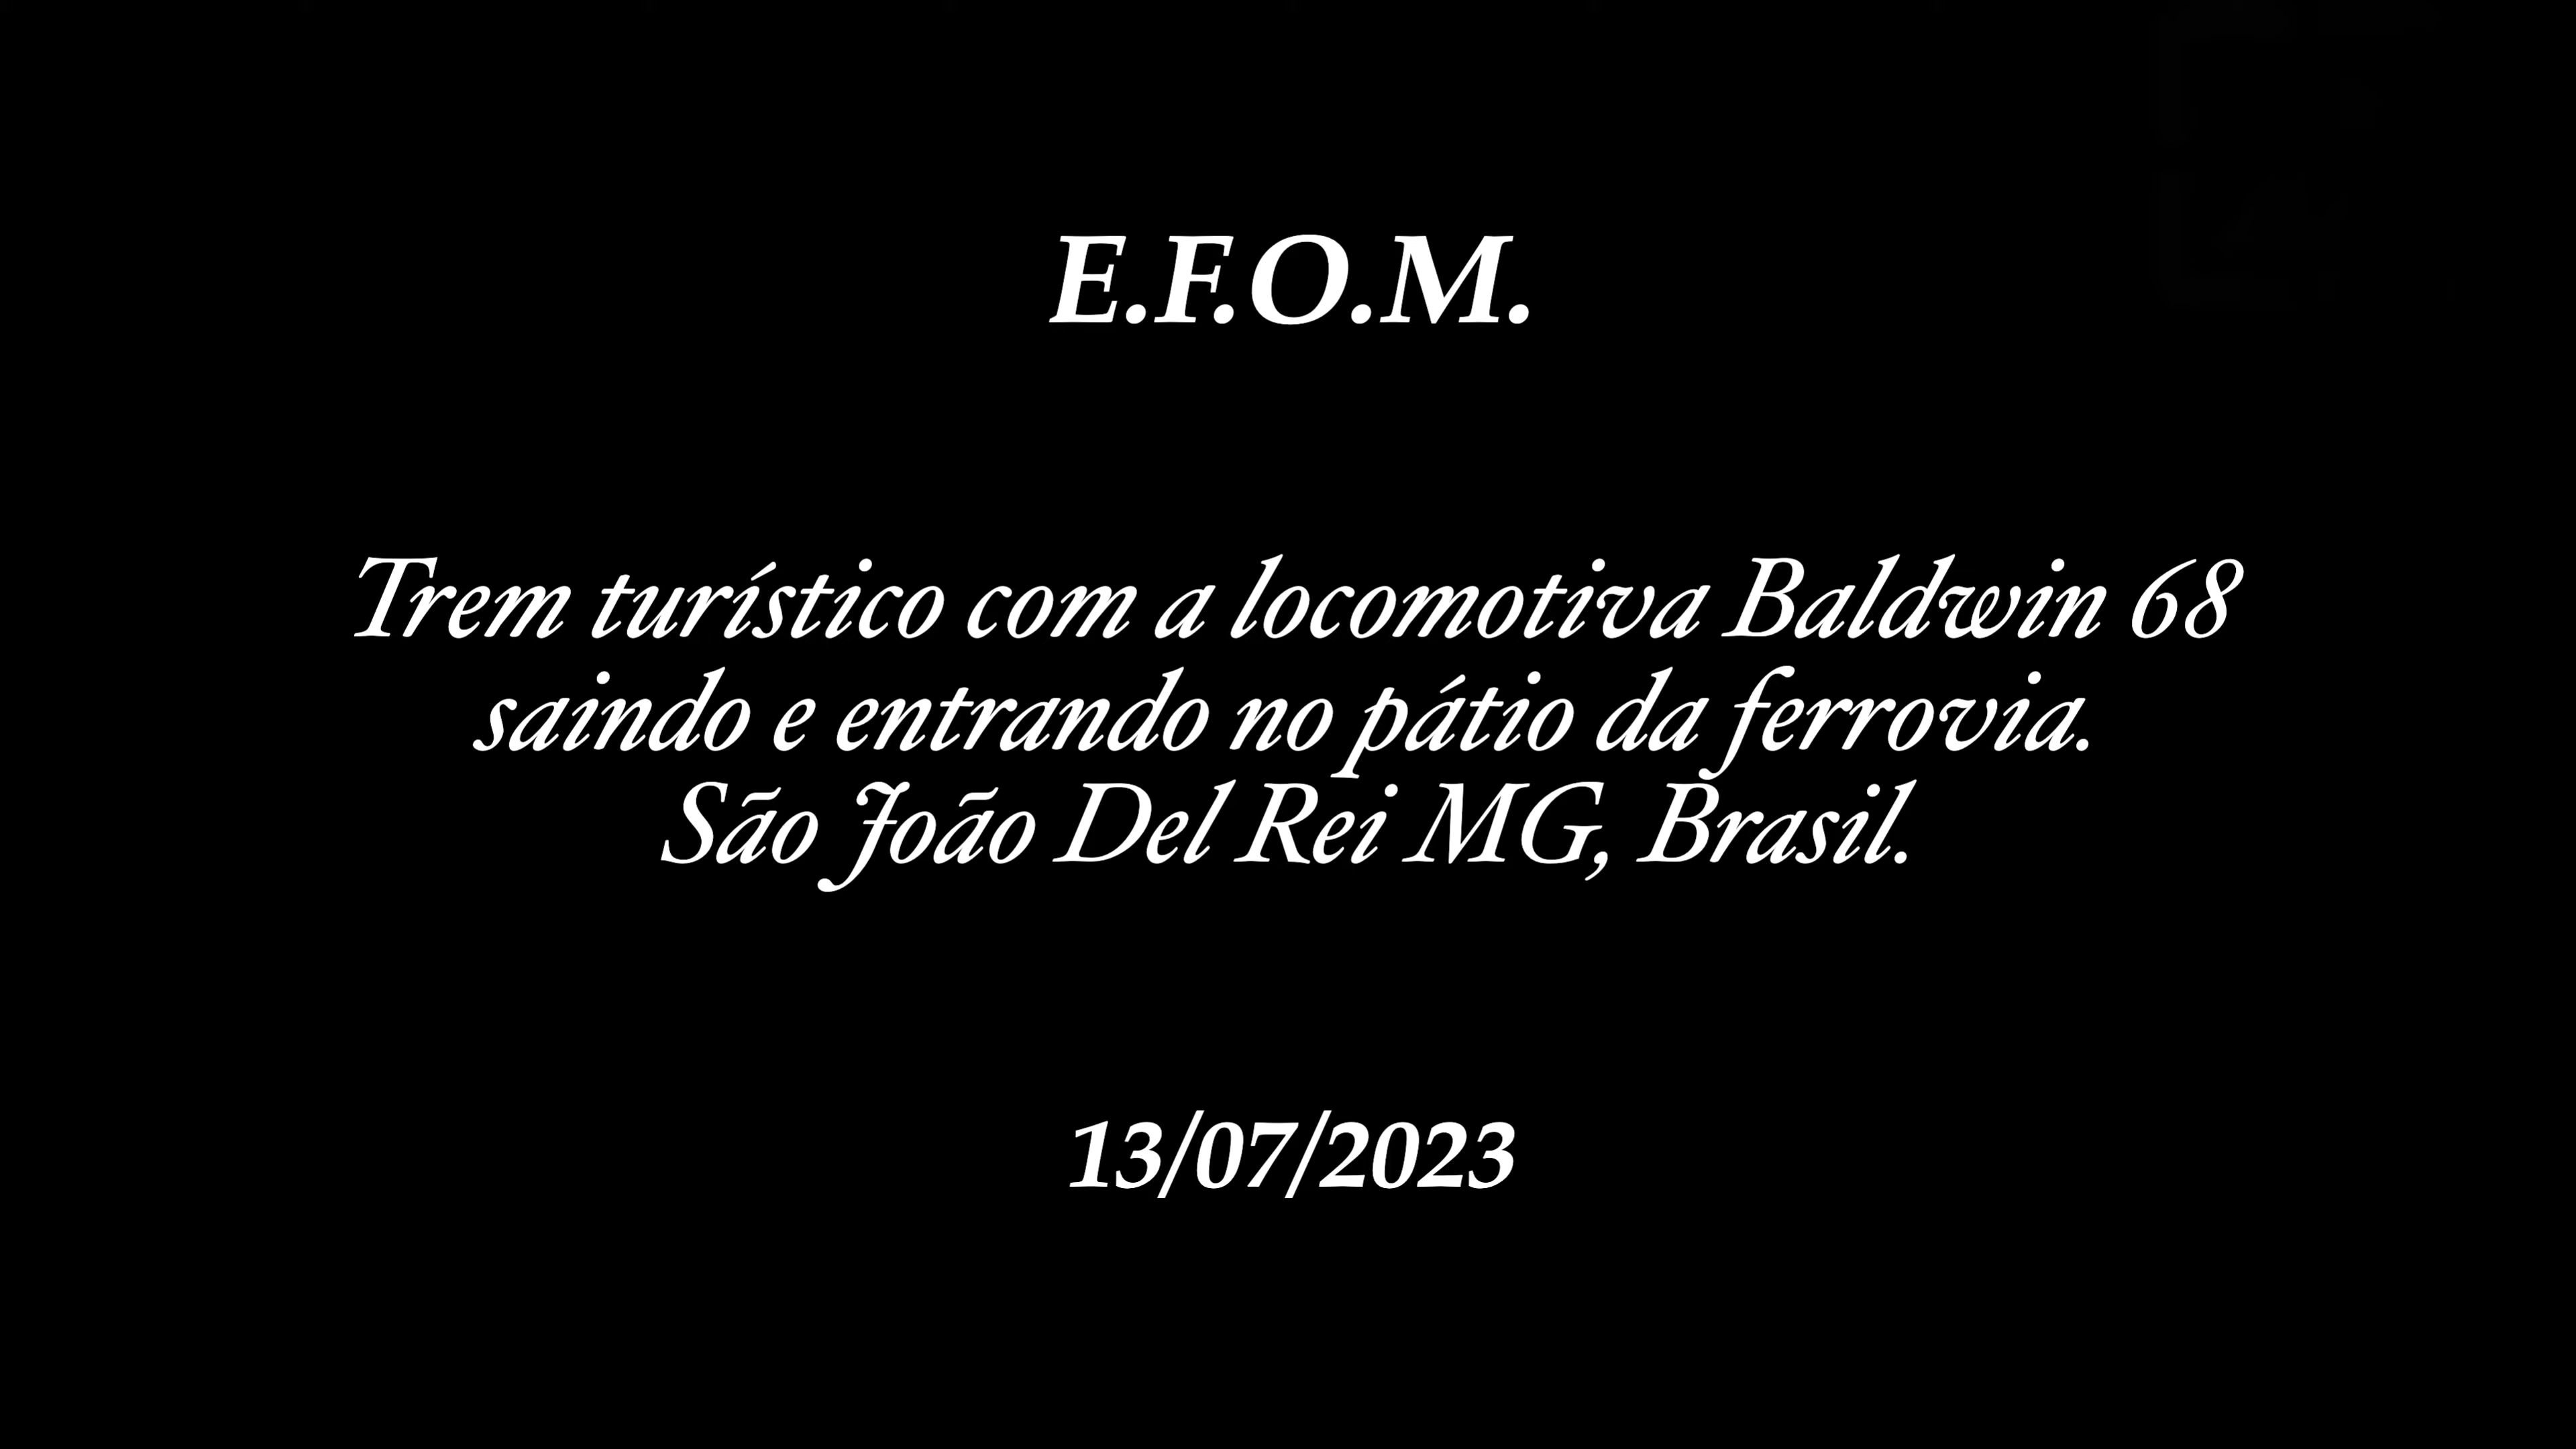 E.F.O.M.
Trem turístico com a locomotiva Baldwin 68
saindo e entrando no pátio da ferrovia.
São João Del Rei MG, Brasil.
13/07/2023